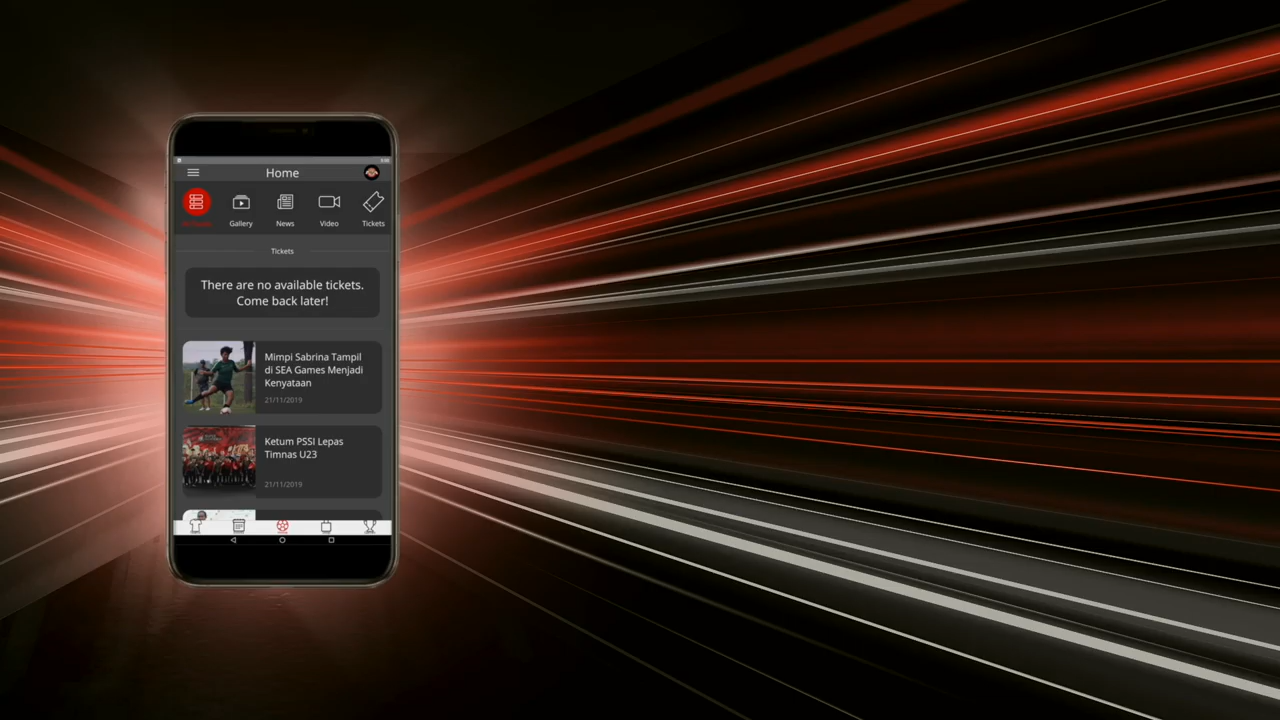 Home
Gallery
News
Video
Tickets
Tickets
There are no available tickets.
Come back later!
Mimpi Sabrina Tampil
di SEA Games Menjadi
Kenyataan
21/11/2019
Ketum PSSI Lepas
Timnas U23
21/11/2019